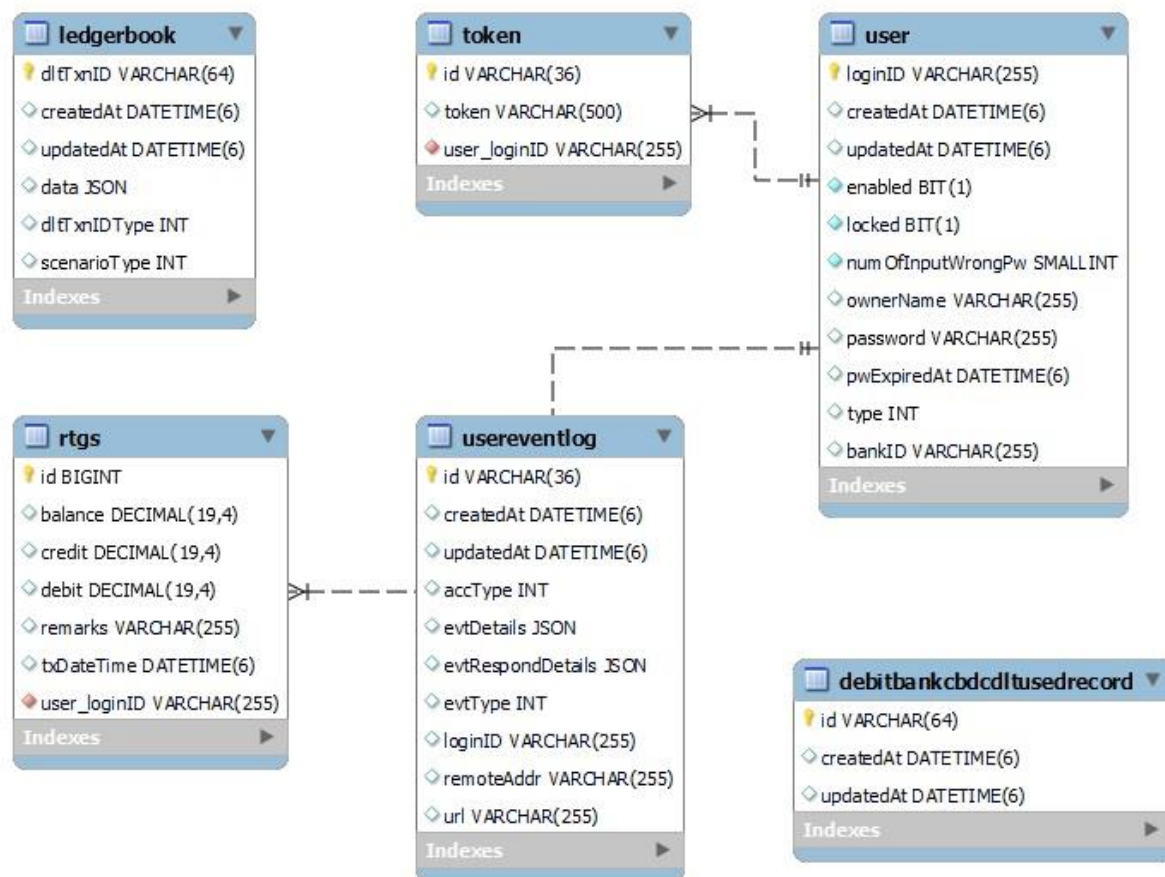 ledgerbook
dltTxnID VARCHAR(64)
createdAt DATETIME(6)
updatedAt DATETIME(6)
data JSON
dltTxnIDType INT
scenarioType INT
Indexes
token
id VARCHAR(36)
token VARCHAR(500)
user_loginID VARCHAR(255)
Indexes
user
loginID VARCHAR(255)
createdAt DATETIME(6)
updatedAt DATETIME(6)
enabled BIT(1)
locked BIT(1)
numOfInputWrongPw SMALLINT
ownerName VARCHAR(255)
password VARCHAR(255)
pwExpiredAt DATETIME(6)
type INT
bankID VARCHAR(255)
Indexes
rtgs
id BIGINT
balance DECIMAL(19,4)
credit DECIMAL(19,4)
debit DECIMAL(19,4)
remarks VARCHAR(255)
txDateTime DATETIME(6)
user_loginID VARCHAR(255)
Indexes
usereventlog
id VARCHAR(36)
createdAt DATETIME(6)
updatedAt DATETIME(6)
accType INT
evtDetails JSON
evtRespondDetails JSON
evtType INT
loginID VARCHAR(255)
remoteAddr VARCHAR(255)
url VARCHAR(255)
Indexes
debitbankcbdcdltusedrecord
id VARCHAR(64)
createdAt DATETIME(6)
updatedAt DATETIME(6)
Indexes